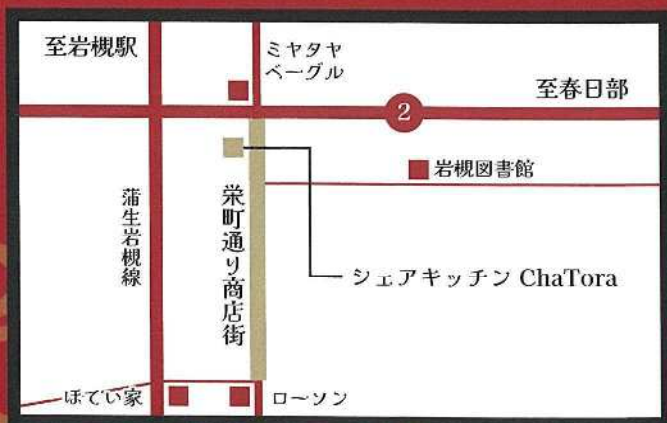 至岩槻駅
ミヤタヤ
ベーグル
至春日部
2
岩槻図書館
蒲生岩槻線
栄町通り商店街
シェアキッチン ChaTora
ほてい家
ローソン